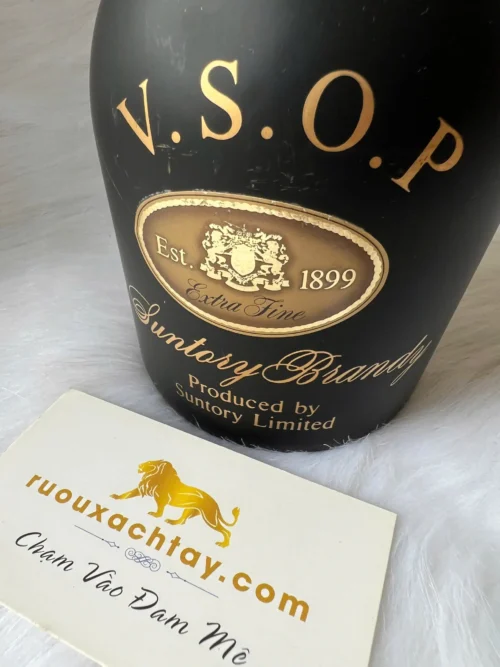 V.S.O.P
Est. 1899
Extra Fine
Suntory Brandy
Produced by
Suntory Limited
ruouxachtay.com
Chạm Vào Đam Mê